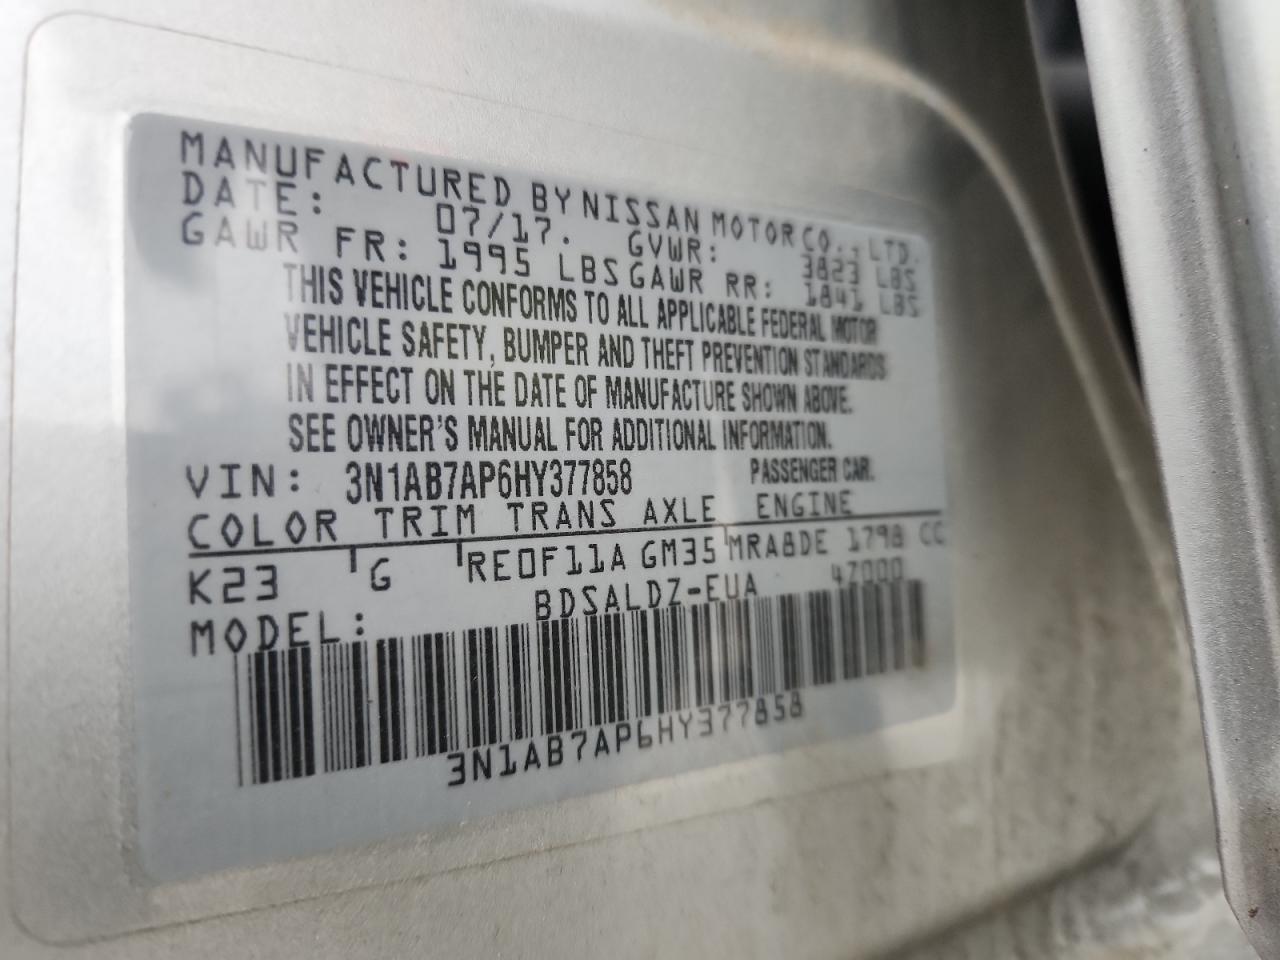 MANUFACTURED BY NISSAN MOTOR CO., LTD.
DATE: 07/17. GVWR: 3823 LBS
GAWR FR: 1995 LBS GAWR RR: 1841 LBS
THIS VEHICLE CONFORMS TO ALL APPLICABLE FEDERAL MOTOR
VEHICLE SAFETY, BUMPER AND THEFT PREVENTION STANDARDS
IN EFFECT ON THE DATE OF MANUFACTURE SHOWN ABOVE.
SEE OWNER'S MANUAL FOR ADDITIONAL INFORMATION.
VIN: 3N1AB7AP6HY377858 PASSENGER CAR.
COLOR TRIM TRANS AXLE ENGINE
K23 G RE0F11A GM35 MRA8DE 1798 CC
MODEL: BDSALDZ-EUA 47000
3N1AB7AP6HY377858